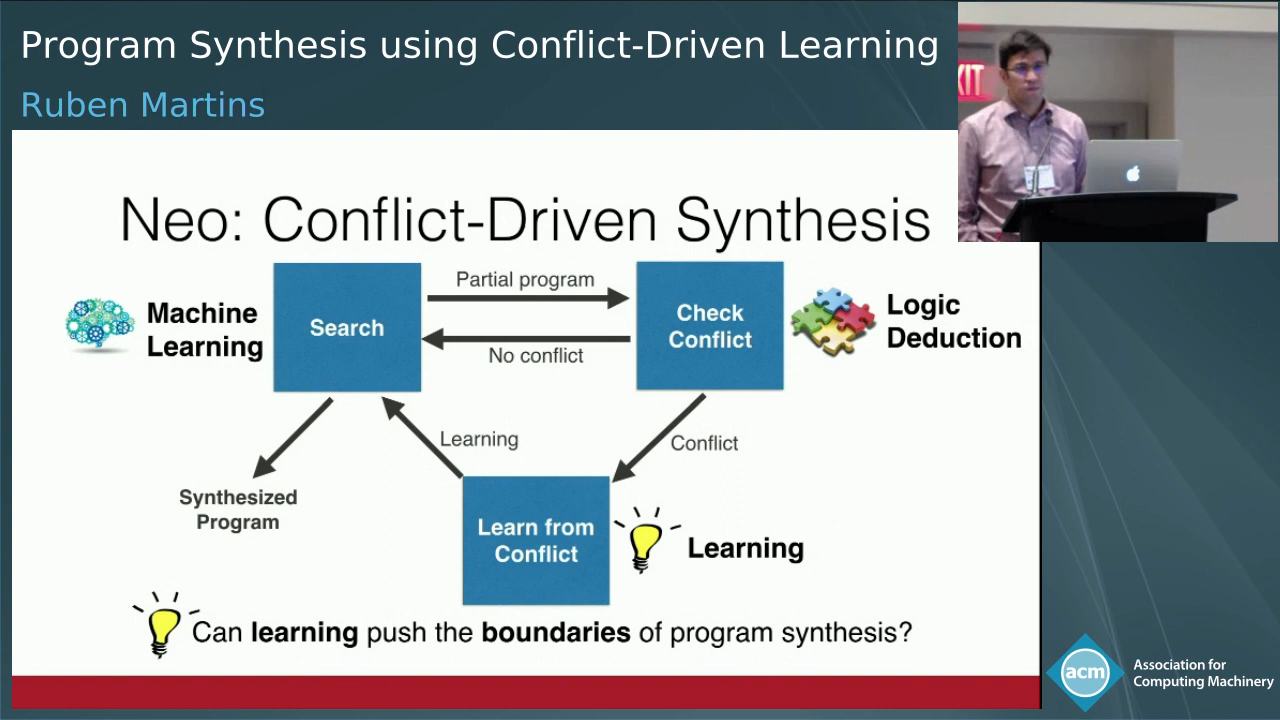 Program Synthesis using Conflict-Driven Learning
Ruben Martins
XIT
Neo: Conflict-Driven Synthesis
Machine
Learning
Search
Partial program
No conflict
Check
Conflict
Logic
Deduction
Learning
Conflict
Synthesized
Program
Learn from
Conflict
Learning
Can learning push the boundaries of program synthesis?
acm
Association for
Computing Machinery